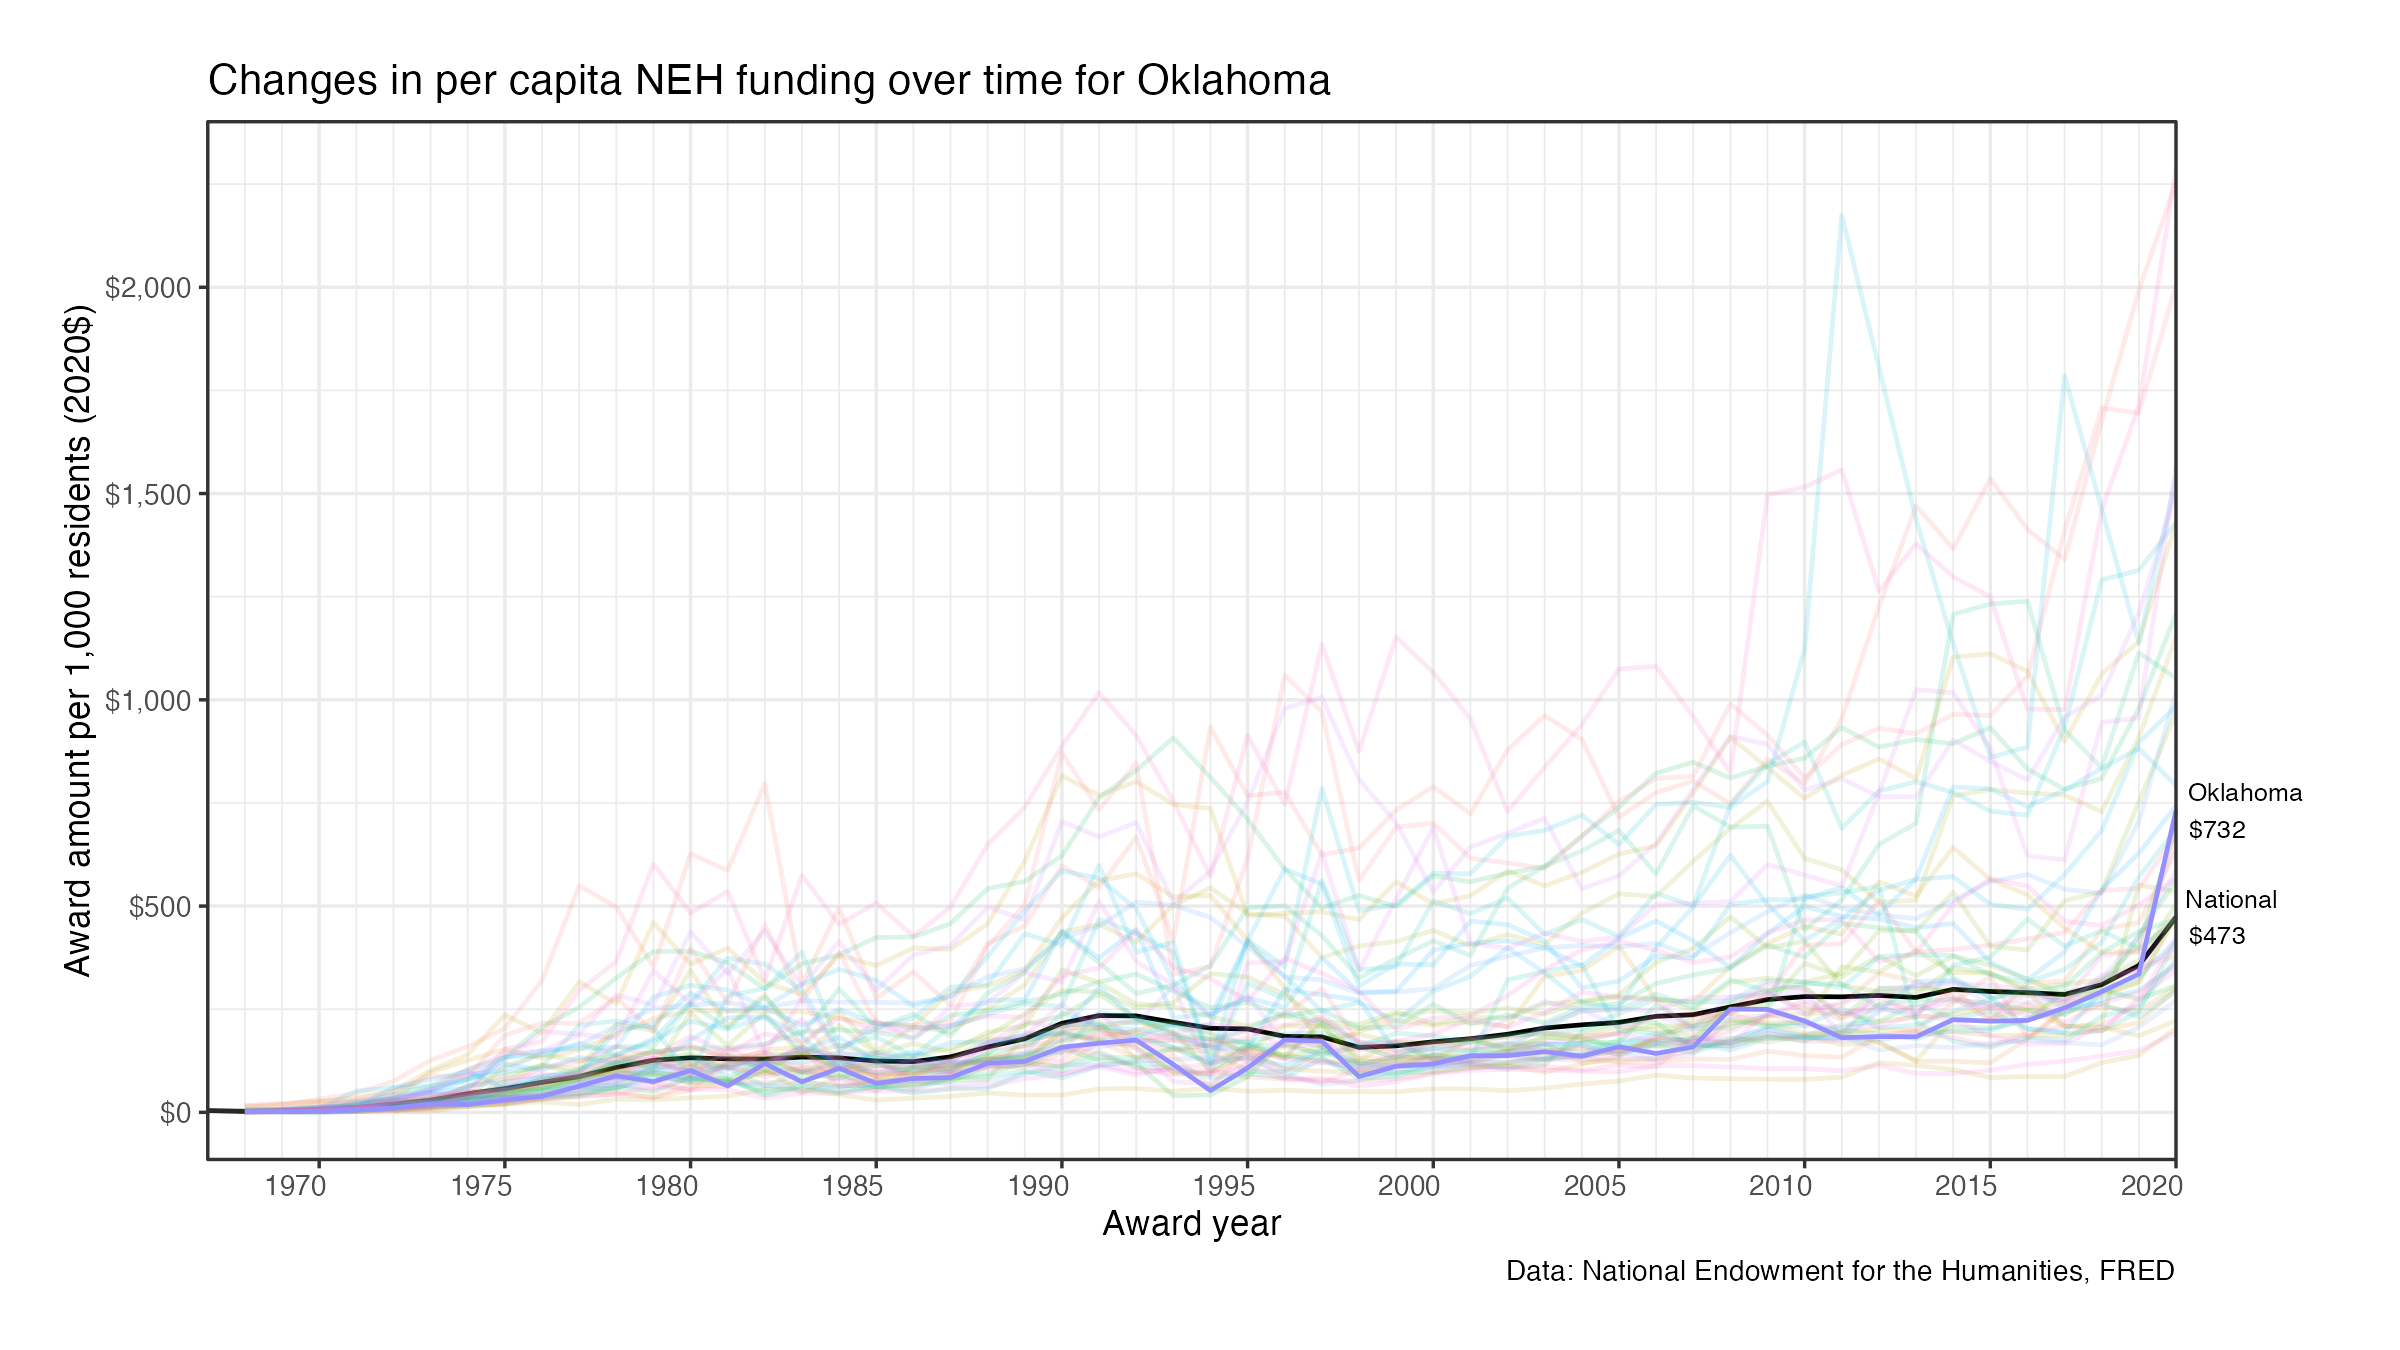 Changes in per capita NEH funding over time for Oklahoma
Award amount per 1,000 residents (2020$)
$2,000
$1,500
$1,000
$500
$0
Oklahoma
$732
National
$473
1970 1975 1980 1985 1990 1995 2000 2005 2010 2015 2020
Award year
Data: National Endowment for the Humanities, FRED